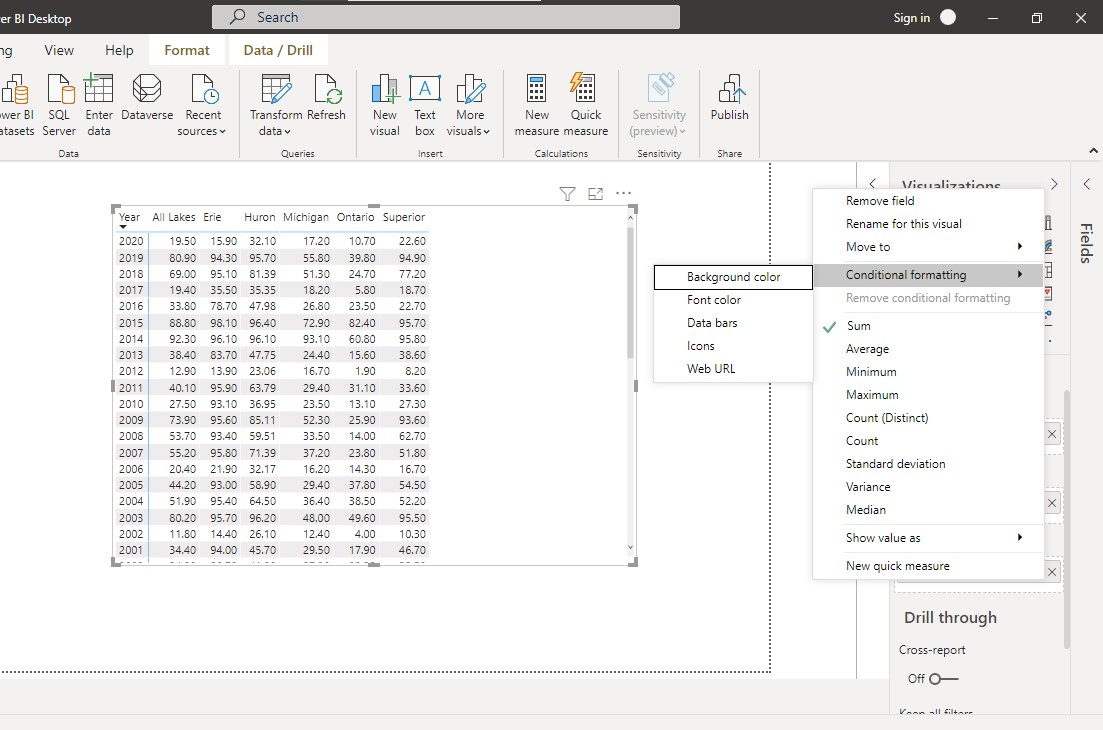 er BI Desktop
Search
Sign in
ng View Help Format Data / Drill
ower BI SQL Enter Dataverse Recent Transform Refresh New Text More New Quick Sensitivity Publish
atasets Server data sources data visual box visuals measure measure (preview)
Data Queries Insert Calculations Sensitivity Share
Year All Lakes Erie Huron Michigan Ontario Superior
2020 19.50 15.90 32.10 17.20 10.70 22.60
2019 80.90 94.30 95.70 55.80 39.80 94.90
2018 69.00 95.10 81.39 51.30 24.70 77.20
2017 19.40 35.50 35.35 18.20 5.80 18.70
2016 33.80 78.70 47.98 26.80 23.50 22.70
2015 88.80 98.10 96.40 72.90 82.40 95.70
2014 92.30 96.10 96.10 93.10 60.80 95.80
2013 38.40 83.70 47.75 24.40 15.60 38.60
2012 12.90 13.90 23.06 16.70 1.90 8.20
2011 40.10 95.90 63.79 29.40 31.10 33.60
2010 27.50 93.10 36.95 23.50 13.10 27.30
2009 73.90 95.60 85.11 52.30 25.90 93.60
2008 53.70 93.40 59.51 33.50 14.00 62.70
2007 55.20 95.80 71.39 37.20 23.80 51.80
2006 20.40 21.90 32.17 16.20 14.30 16.70
2005 44.20 93.00 58.90 29.40 37.80 54.50
2004 51.90 95.40 64.50 36.40 38.50 52.20
2003 80.20 95.70 96.20 48.00 49.60 95.50
2002 11.80 14.40 26.10 12.40 4.00 10.30
2001 34.40 94.00 45.70 29.50 17.90 46.70
Background color
Font color
Data bars
Icons
Web URL
Visualizations
Remove field
Rename for this visual
Move to
Conditional formatting
Remove conditional formatting
Sum
Average
Minimum
Maximum
Count (Distinct)
Count
Standard deviation
Variance
Median
Show value as
New quick measure
Drill through
Cross-report
Off
Keep all filters
Fields